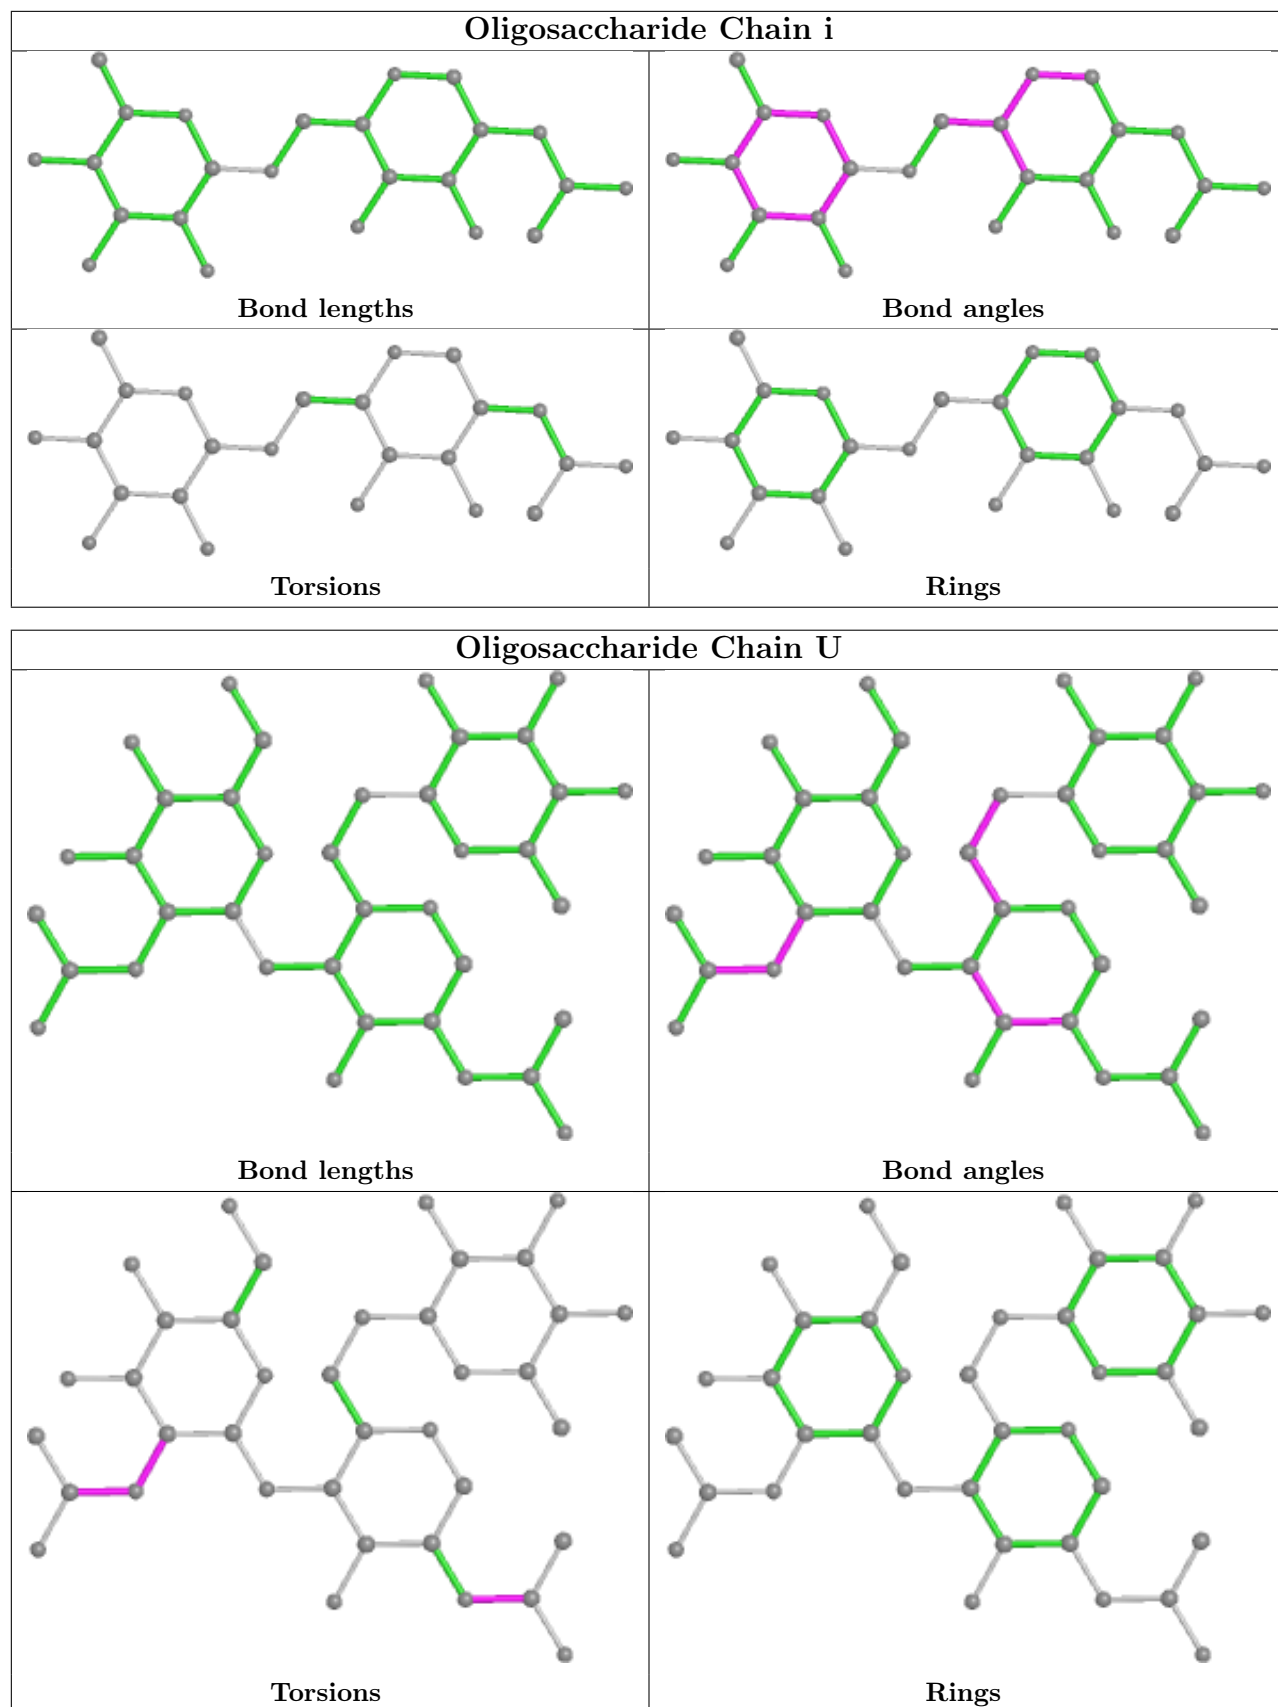 Oligosaccharide Chain i
Bond lengths
Bond angles
Torsions
Rings
Oligosaccharide Chain U
Bond lengths
Bond angles
Torsions
Rings